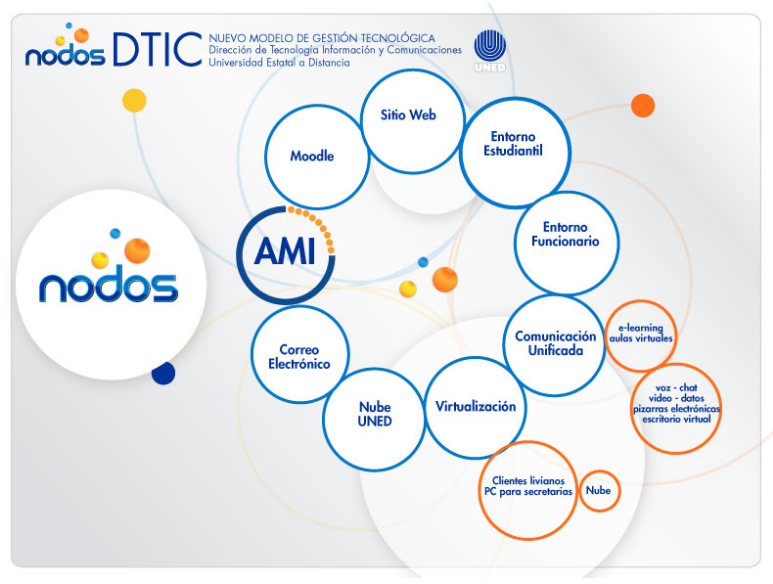 nodos DTIC
NUEVO MODELO DE GESTIÓN TECNOLÓGICA
Dirección de Tecnología Información y Comunicaciones
Universidad Estatal a Distancia
UNED
Sitio Web
Moodle
Entorno
Estudiantil
Entorno
Funcionario
AMI
nodos
Comunicación
Unificada
e-learning
aulas virtuales
Correo
Electrónico
voz - chat
video - datos
pizarras electrónicas
escritorio virtual
Nube
UNED
Virtualización
Clientes livianos
PC para secretarias
Nube